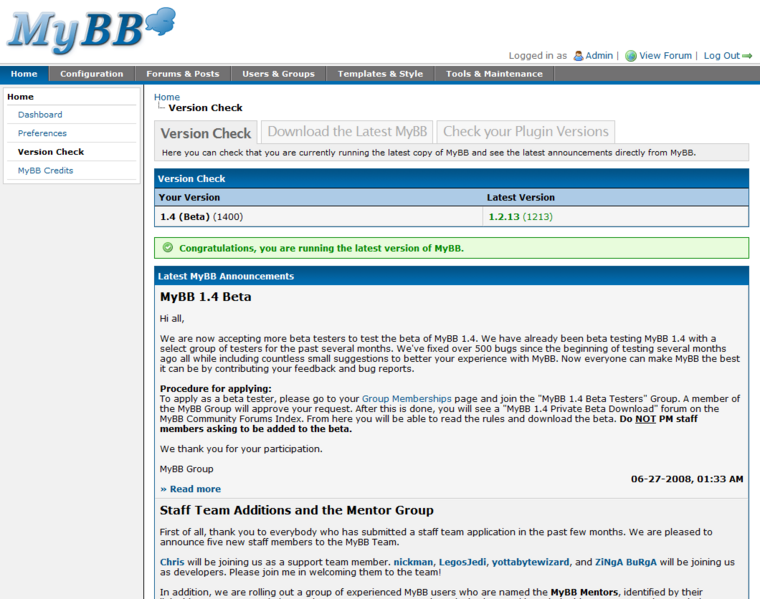 MyBB
Logged in as Admin | View Forum | Log Out
Home Configuration Forums & Posts Users & Groups Templates & Style Tools & Maintenance
Home
Dashboard
Preferences
Version Check
MyBB Credits
Home
Version Check
Version Check Download the Latest MyBB Check your Plugin Versions
Here you can check that you are currently running the latest copy of MyBB and see the latest announcements directly from MyBB.
Version Check
Your Version Latest Version
1.4 (Beta) (1400) 1.2.13 (1213)
Congratulations, you are running the latest version of MyBB.
Latest MyBB Announcements
MyBB 1.4 Beta
Hi all,
We are now accepting more beta testers to test the beta of MyBB 1.4. We have already been beta testing MyBB 1.4 with a
select group of testers for the past several months. We've fixed over 500 bugs since the beginning of testing several months
ago all while including countless small suggestions to better your experience with MyBB. Now everyone can make MyBB the best
it can be by contributing your feedback and bug reports.
Procedure for applying:
To apply as a beta tester, please go to your Group Memberships page and join the "MyBB 1.4 Beta Testers" Group. A member of
the MyBB Group will approve your request. After this is done, you will see a "MyBB 1.4 Private Beta Download" forum on the
MyBB Community Forums Index. From here you will be able to read the rules and download the beta. Do NOT PM staff
members asking to be added to the beta.
We thank you for your participation.
MyBB Group
06-27-2008, 01:33 AM
» Read more
Staff Team Additions and the Mentor Group
First of all, thank you to everybody who has submitted a staff team application in the past few months. We are pleased to
announce five new staff members to the MyBB Team.
Chris will be joining us as a support team member. nickman, LegosJedi, yottabytewizard, and ZiNgA BuRgA will be joining us
as developers. Please join me in welcoming them to the team!
In addition, we are rolling out a group of experienced MyBB users who are named the MyBB Mentors, identified by their